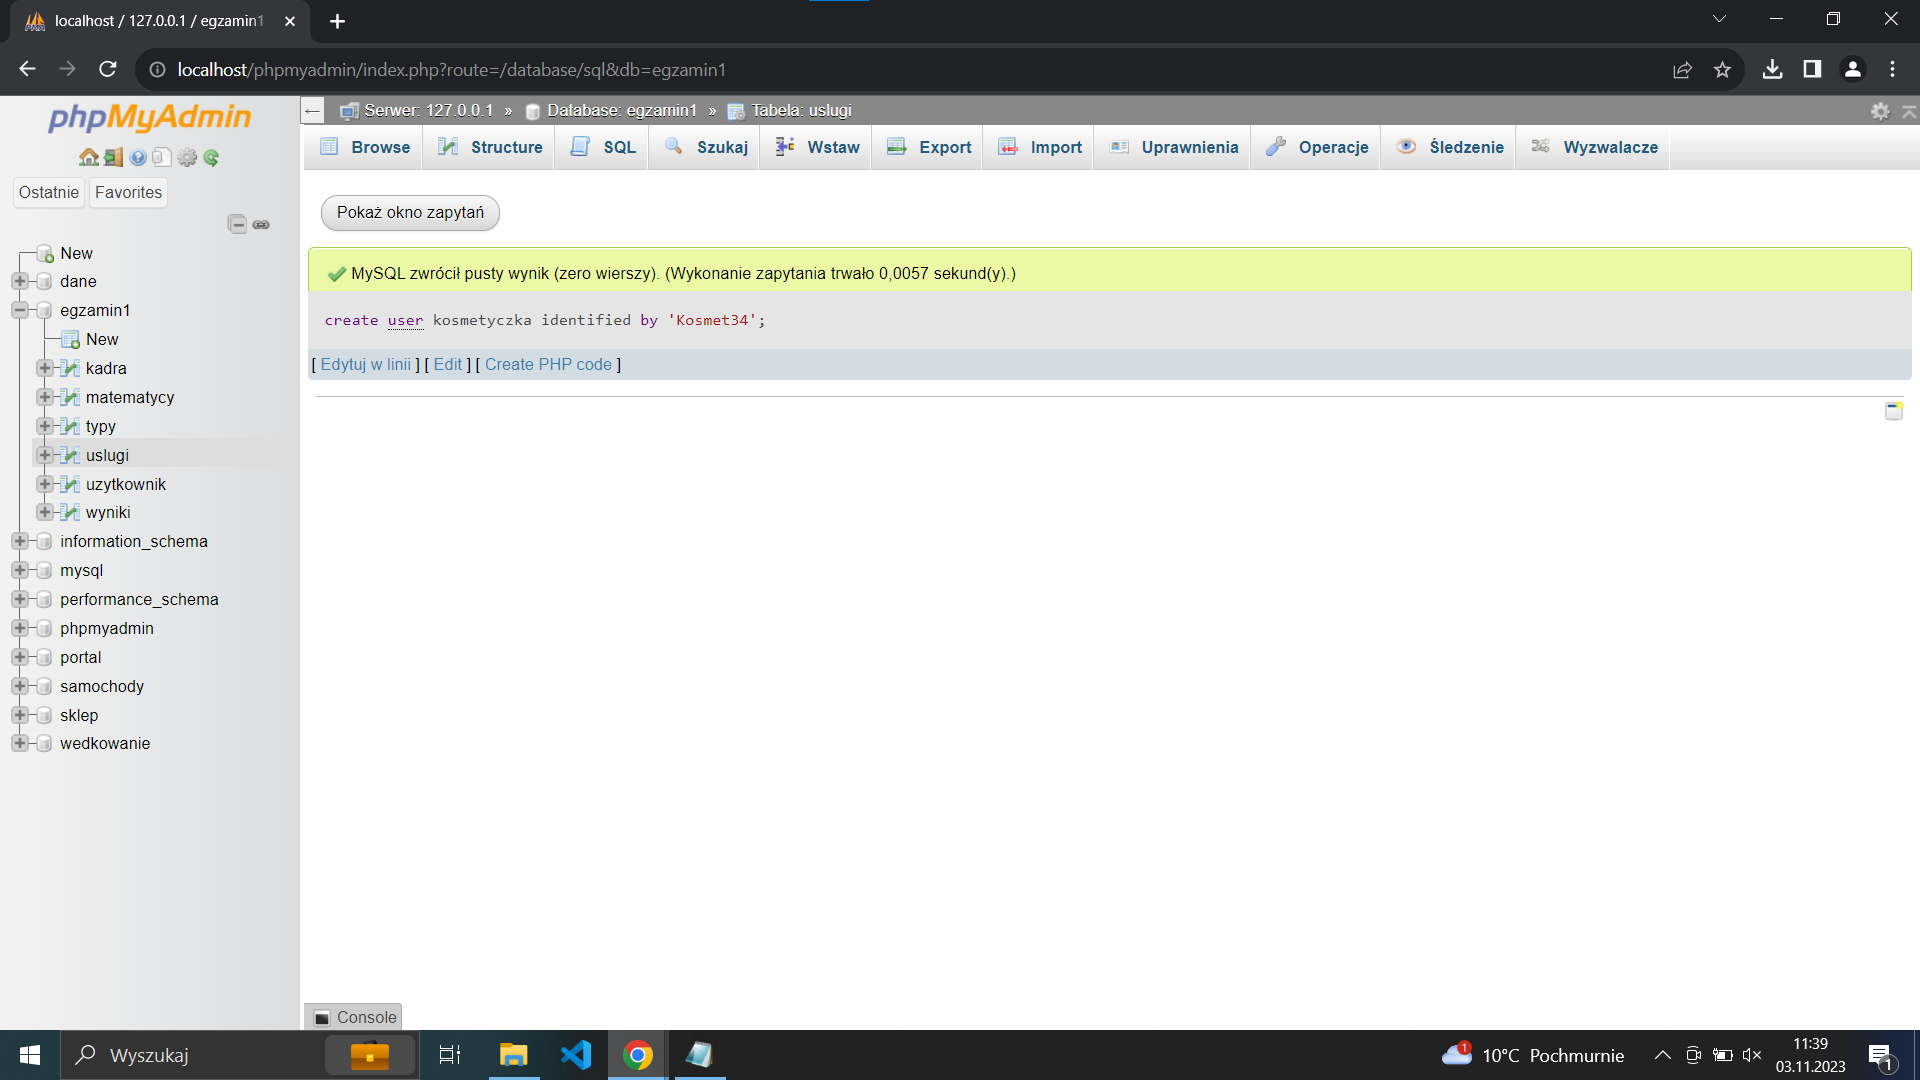 localhost / 127.0.0.1 / egzamin1
localhost/phpmyadmin/index.php?route=/database/sql&db=egzamin1
phpMyAdmin
Ostatnie
Favorites
New
dane
egzamin1
New
kadra
matematycy
typy
uslugi
uzytkownik
wyniki
information_schema
mysql
performance_schema
phpmyadmin
portal
samochody
sklep
wedkowanie
Serwer: 127.0.0.1 » Database: egzamin1 » Tabela: uslugi
Browse Structure SQL Szukaj Wstaw Export Import Uprawnienia Operacje Śledzenie Wyzwalacze
Pokaż okno zapytań
MySQL zwrócił pusty wynik (zero wierszy). (Wykonanie zapytania trwało 0,0057 sekund(y).)
create user kosmetyczka identified by 'Kosmet34';
[ Edytuj w linii ] [ Edit ] [ Create PHP code ]
Console
Wyszukaj
1
10°C Pochmurnie
11:39
03.11.2023
1